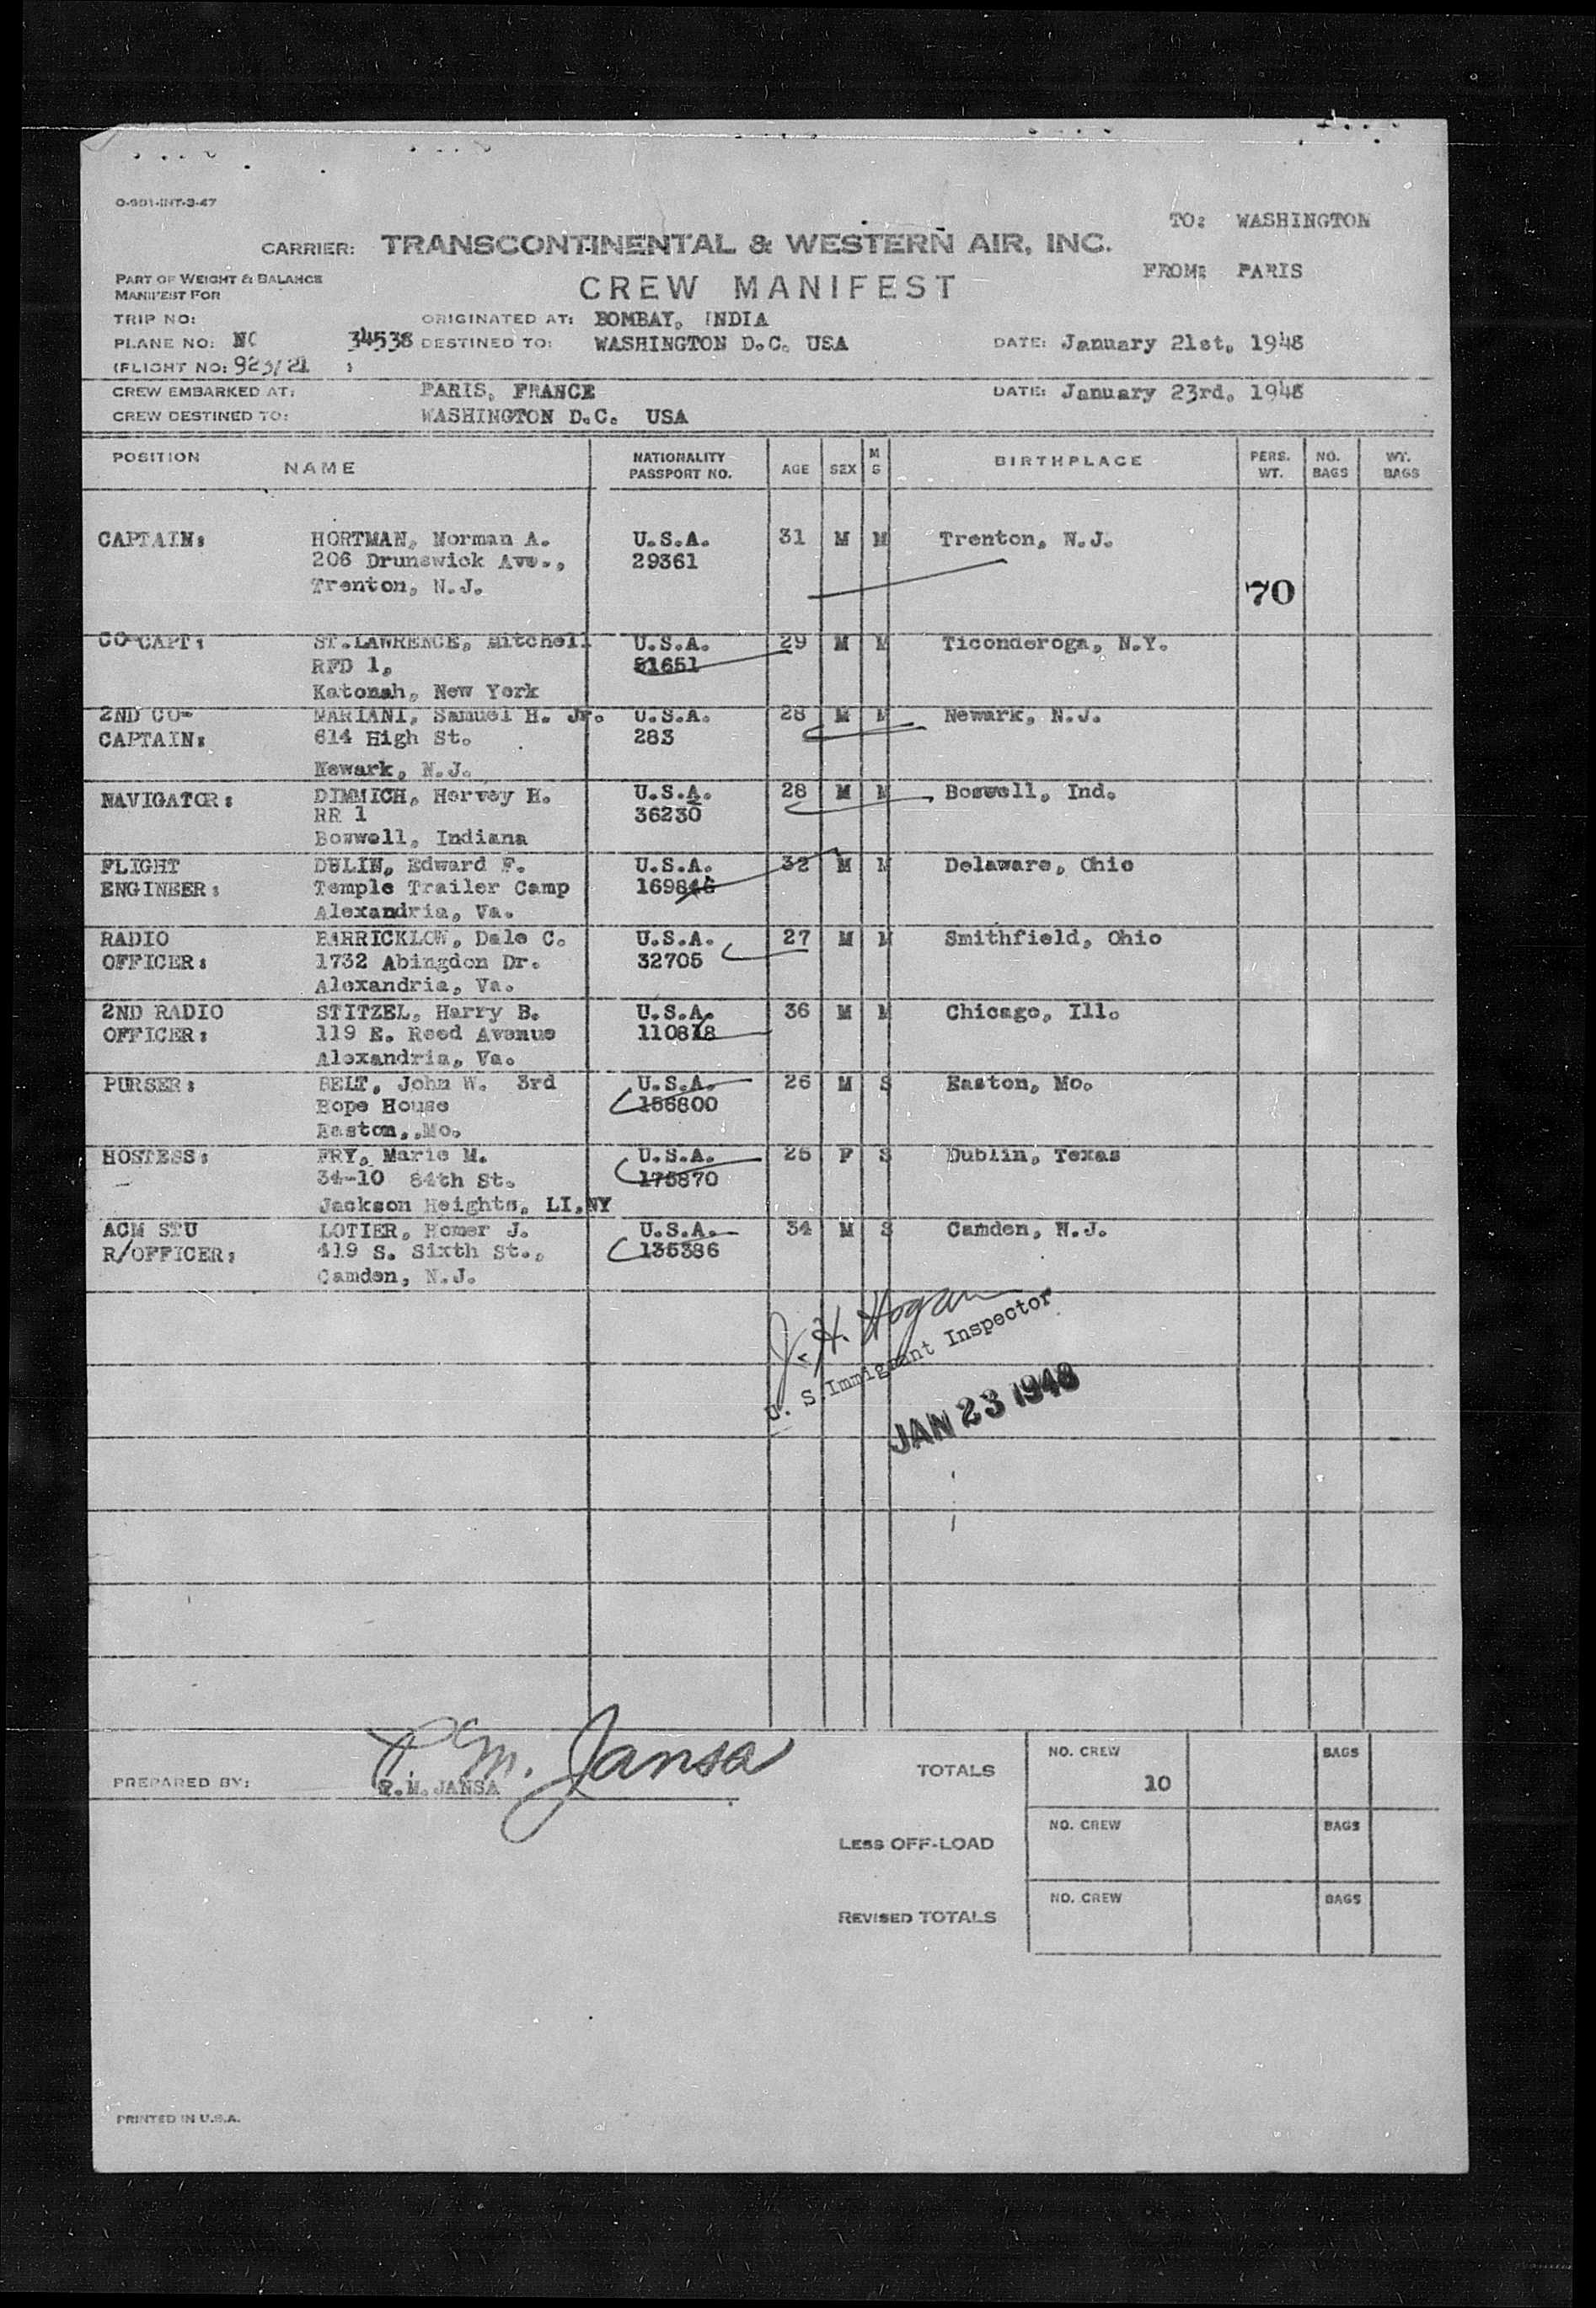 O-901-INT-3-47
TO: WASHINGTON
CARRIER: TRANSCONTINENTAL & WESTERN AIR, INC.
FROM: PARIS
PART OF WEIGHT & BALANCE
MANIFEST FOR
CREW MANIFEST
TRIP NO: ORIGINATED AT: BOMBAY, INDIA
PLANE NO: NC 34538 DESTINED TO: WASHINGTON D.C. USA DATE: January 21st, 1948
(FLIGHT NO: 923/21 )
CREW EMBARKED AT: PARIS, FRANCE DATE: January 23rd, 1948
CREW DESTINED TO: WASHINGTON D.C. USA
POSITION NAME NATIONALITY PASSPORT NO. AGE SEX M S BIRTHPLACE PERS. WT. NO. BAGS WT. BAGS
CAPTAIN: HORTMAN, Norman A. U.S.A. 31 M M Trenton, N.J.
206 Drunswick Ave., 29361
Trenton, N.J. 70
CO-CAPT: ST.LAWRENCE, Mitchell U.S.A. 29 M M Ticonderoga, N.Y.
RFD 1, 51651
Katonah, New York
2ND CO- MARIANI, Samuel H. Jr. U.S.A. 28 M M Newark, N.J.
CAPTAIN: 614 High St. 283
Newark, N.J.
NAVIGATOR: DIMMICH, Hervey H. U.S.A. 28 M M Boswell, Ind.
RR 1 36230
Boswell, Indiana
FLIGHT DULIN, Edward F. U.S.A. 32 M M Delaware, Ohio
ENGINEER: Temple Trailer Camp 169846
Alexandria, Va.
RADIO BARRICKLOW, Dale C. U.S.A. 27 M M Smithfield, Ohio
OFFICER: 1732 Abingdon Dr. 32705
Alexandria, Va.
2ND RADIO STITZEL, Harry B. U.S.A. 36 M M Chicago, Ill.
OFFICER: 119 E. Reed Avenue 110818
Alexandria, Va.
PURSER: BELT, John W. 3rd U.S.A. 26 M S Easton, Mo.
Hope House 156800
Easton,,Mo.
HOSTESS: FRY, Marie M. U.S.A. 25 F S Dublin, Texas
34-10 84th St. 175870
Jackson Heights, LI,NY
ACM STU LOTIER, Homer J. U.S.A. 34 M S Camden, N.J.
R/OFFICER: 419 S. Sixth St., 135386
Camden, N.J.
J. H. Hogan
U. S. Immigrant Inspector
JAN 23 1948
P. M. Jansa
PREPARED BY: P.M. JANSA
TOTALS NO. CREW 10 BAGS
LESS OFF-LOAD NO. CREW BAGS
REVISED TOTALS NO. CREW BAGS
PRINTED IN U.S.A.